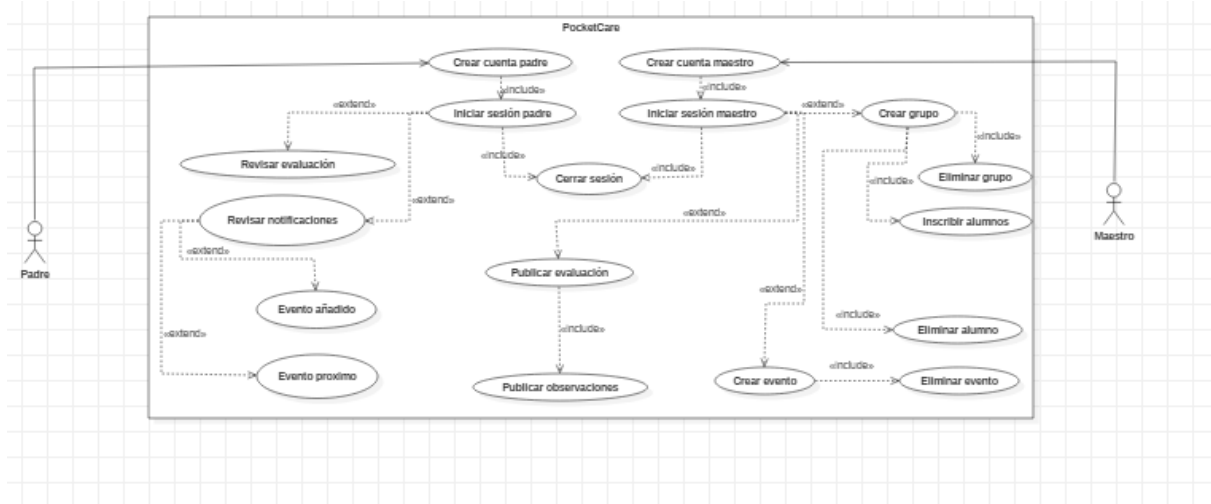 PocketCare
Crear cuenta padre
Crear cuenta maestro
«include»
«include»
«extend»
«extend»
Iniciar sesión padre
Iniciar sesión maestro
Crear grupo
«include»
Revisar evaluación
«include»
«include»
Cerrar sesión
Eliminar grupo
«include»
«extend»
«extend»
Revisar notificaciones
Inscribir alumnos
Padre
Maestro
«extend»
Publicar evaluación
«extend»
Evento añadido
«extend»
«include»
«include»
Eliminar alumno
Evento proximo
Publicar observaciones
Crear evento
«include»
Eliminar evento